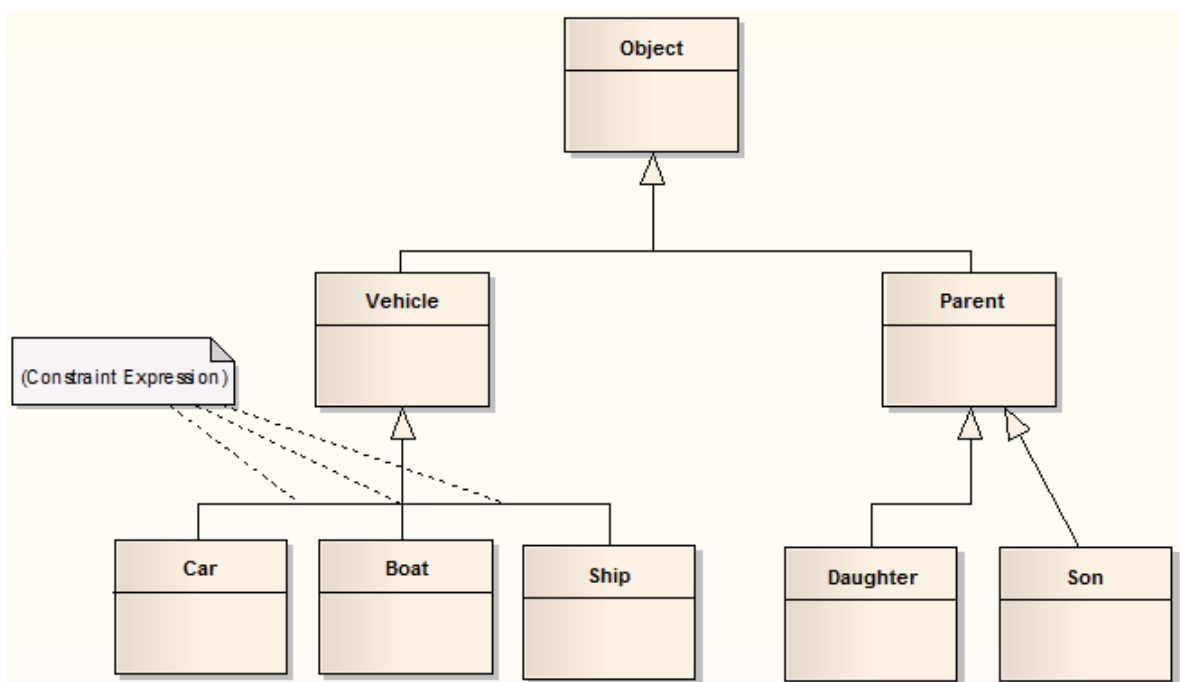 Object
Vehicle
Parent
(Constraint Expression)
Car
Boat
Ship
Daughter
Son